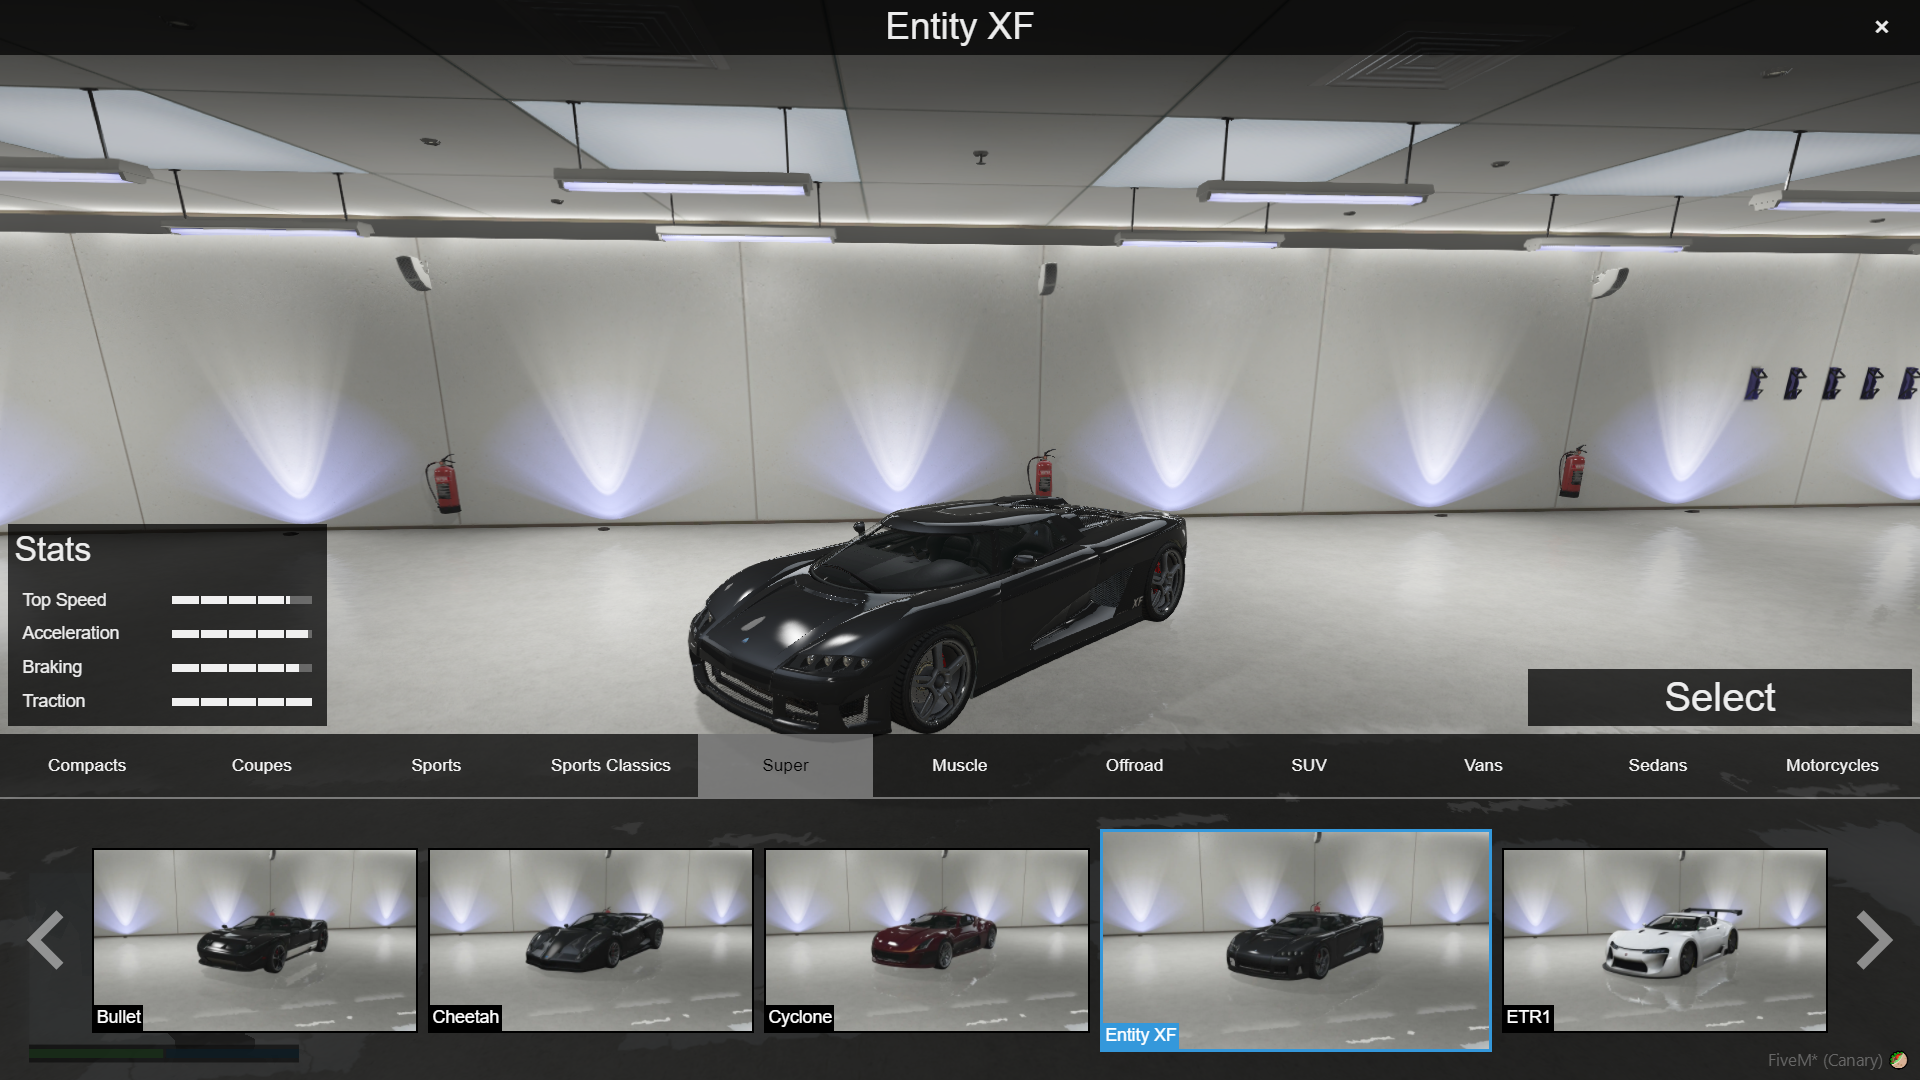 Entity XF
×
Stats
Top Speed
Acceleration
Braking
Traction
XF
Select
Compacts
Coupes
Sports
Sports Classics
Super
Muscle
Offroad
SUV
Vans
Sedans
Motorcycles
Bullet
Cheetah
Cyclone
Entity XF
ETR1
FiveM* (Canary)